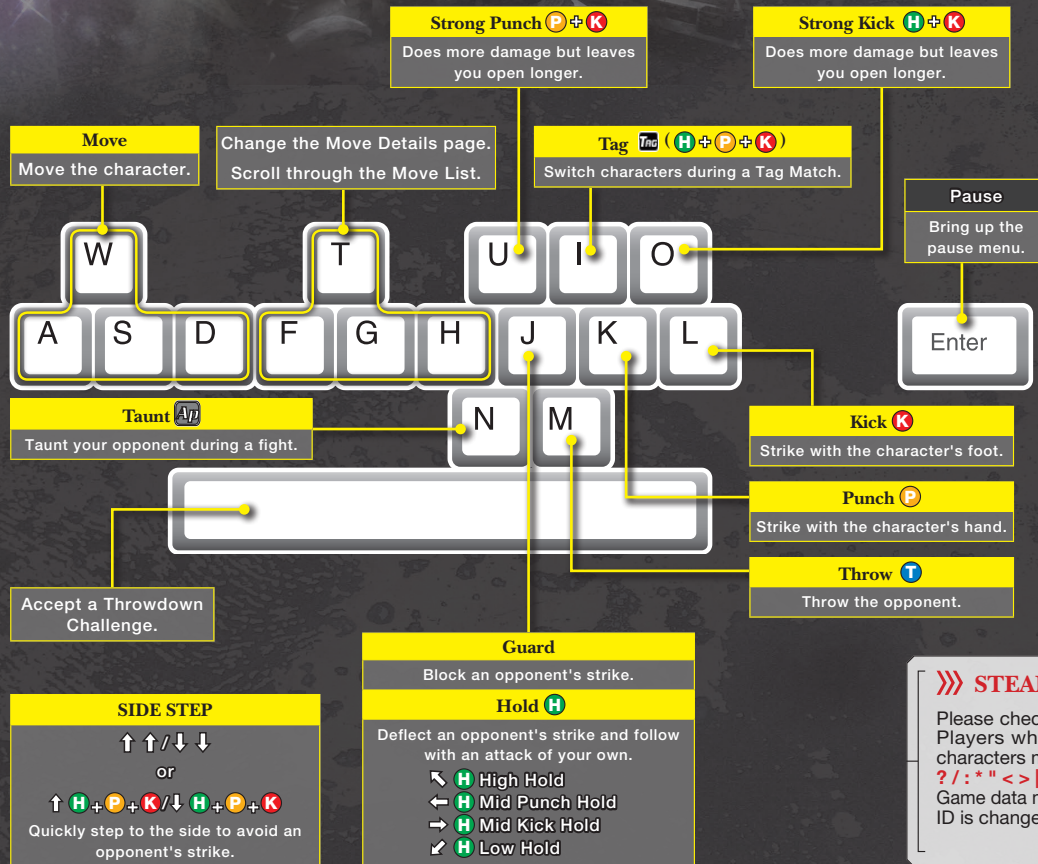 Strong Punch P + K
Does more damage but leaves
you open longer.
Strong Kick H + K
Does more damage but leaves
you open longer.
Move
Move the character.
Change the Move Details page.
Scroll through the Move List.
Tag TAG ( H + P + K )
Switch characters during a Tag Match.
Pause
Bring up the
pause menu.
W
T
U
I
O
A
S
D
F
G
H
J
K
L
Enter
Taunt Ap
Taunt your opponent during a fight.
N
M
Kick K
Strike with the character's foot.
Punch P
Strike with the character's hand.
Throw T
Throw the opponent.
Accept a Throwdown
Challenge.
Guard
Block an opponent's strike.
Hold H
Deflect an opponent's strike and follow
with an attack of your own.
↖ H High Hold
← H Mid Punch Hold
→ H Mid Kick Hold
↙ H Low Hold
SIDE STEP
↑ ↑ / ↓ ↓
or
↑ H + P + K / ↓ H + P + K
Quickly step to the side to avoid an
opponent's strike.
Please
Players
characters
? / : * " < > |
Game data
ID is